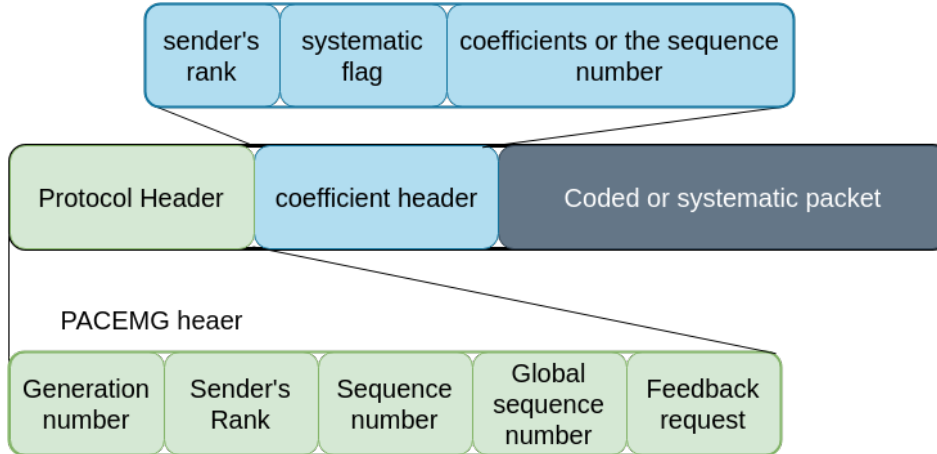 sender's
rank
systematic
flag
coefficients or the sequence
number
Protocol Header
coefficient header
Coded or systematic packet
PACEMG heaer
Generation
number
Sender's
Rank
Sequence
number
Global
sequence
number
Feedback
request